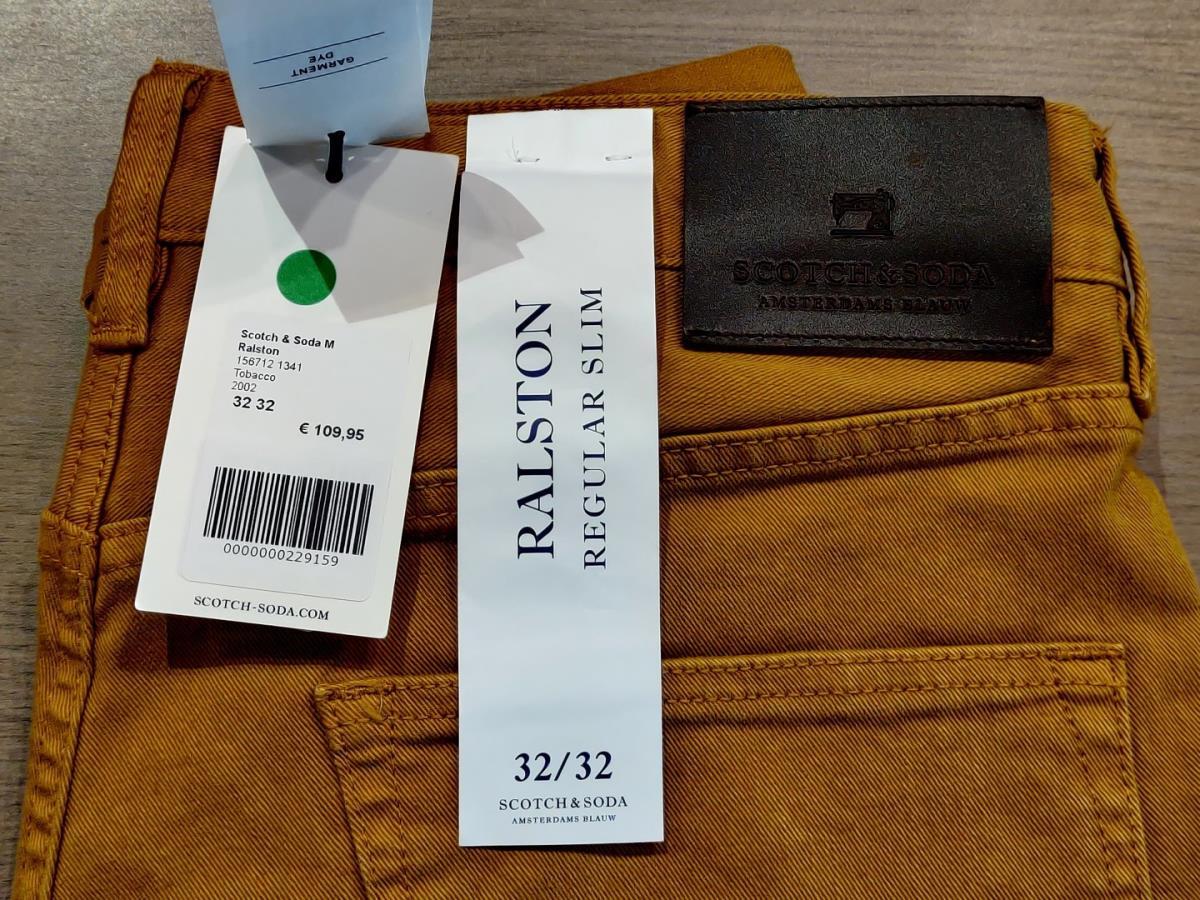 GARMENT
DYE
Scotch & Soda M
Ralston
156712 1341
Tobacco
2002
32 32
€ 109,95
0000000229159
SCOTCH-SODA.COM
RALSTON
REGULAR SLIM
32/32
SCOTCH & SODA
AMSTERDAMS BLAUW
SCOTCH & SODA
AMSTERDAMS BLAUW